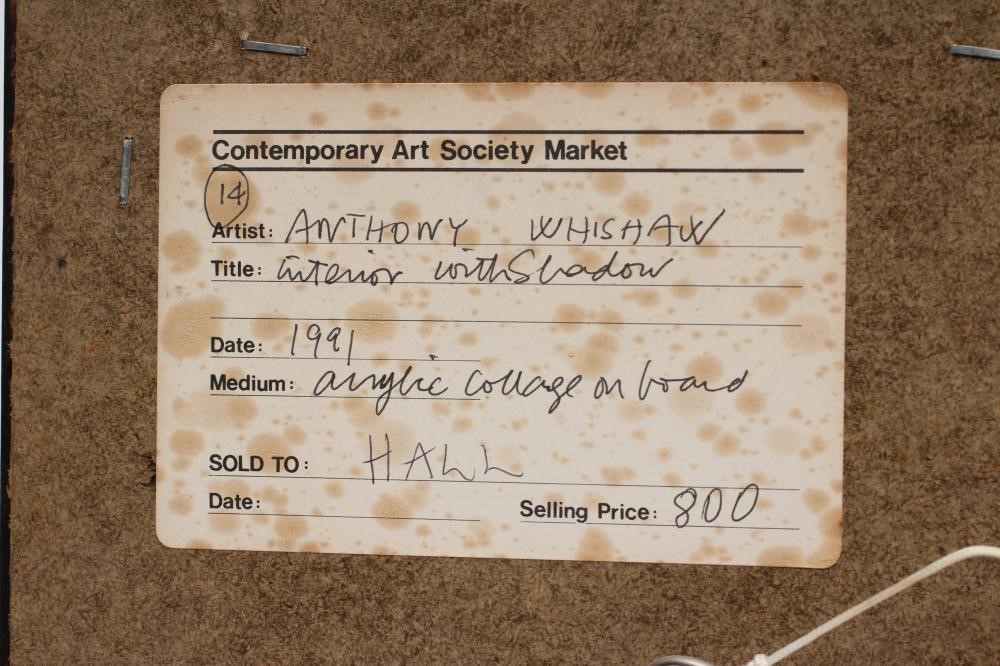 Contemporary Art Society Market
14
Artist: ANTHONY WHISHAW
Title: interior with Shadow
Date: 1991
Medium: acrylic collage on board
SOLD TO: HALL
Date:
Selling Price: 800